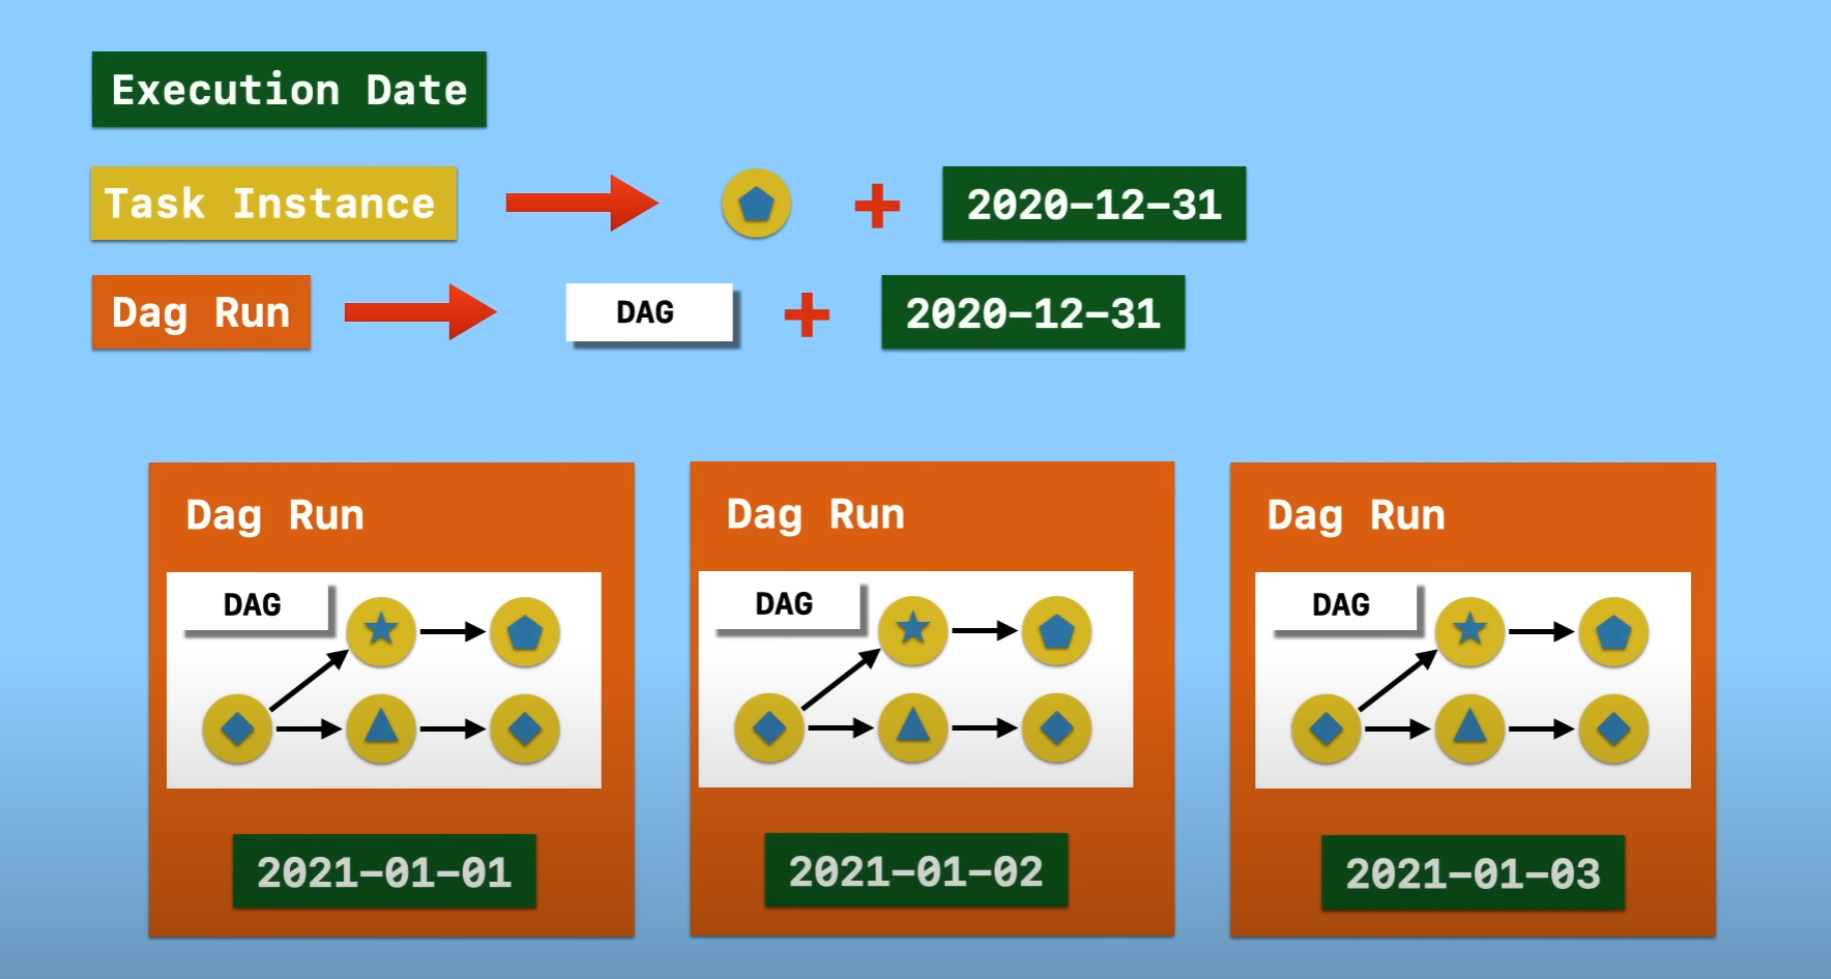 Execution Date
Task Instance
2020-12-31
Dag Run
DAG
2020-12-31
Dag Run
DAG
2021-01-01
Dag Run
DAG
2021-01-02
Dag Run
DAG
2021-01-03